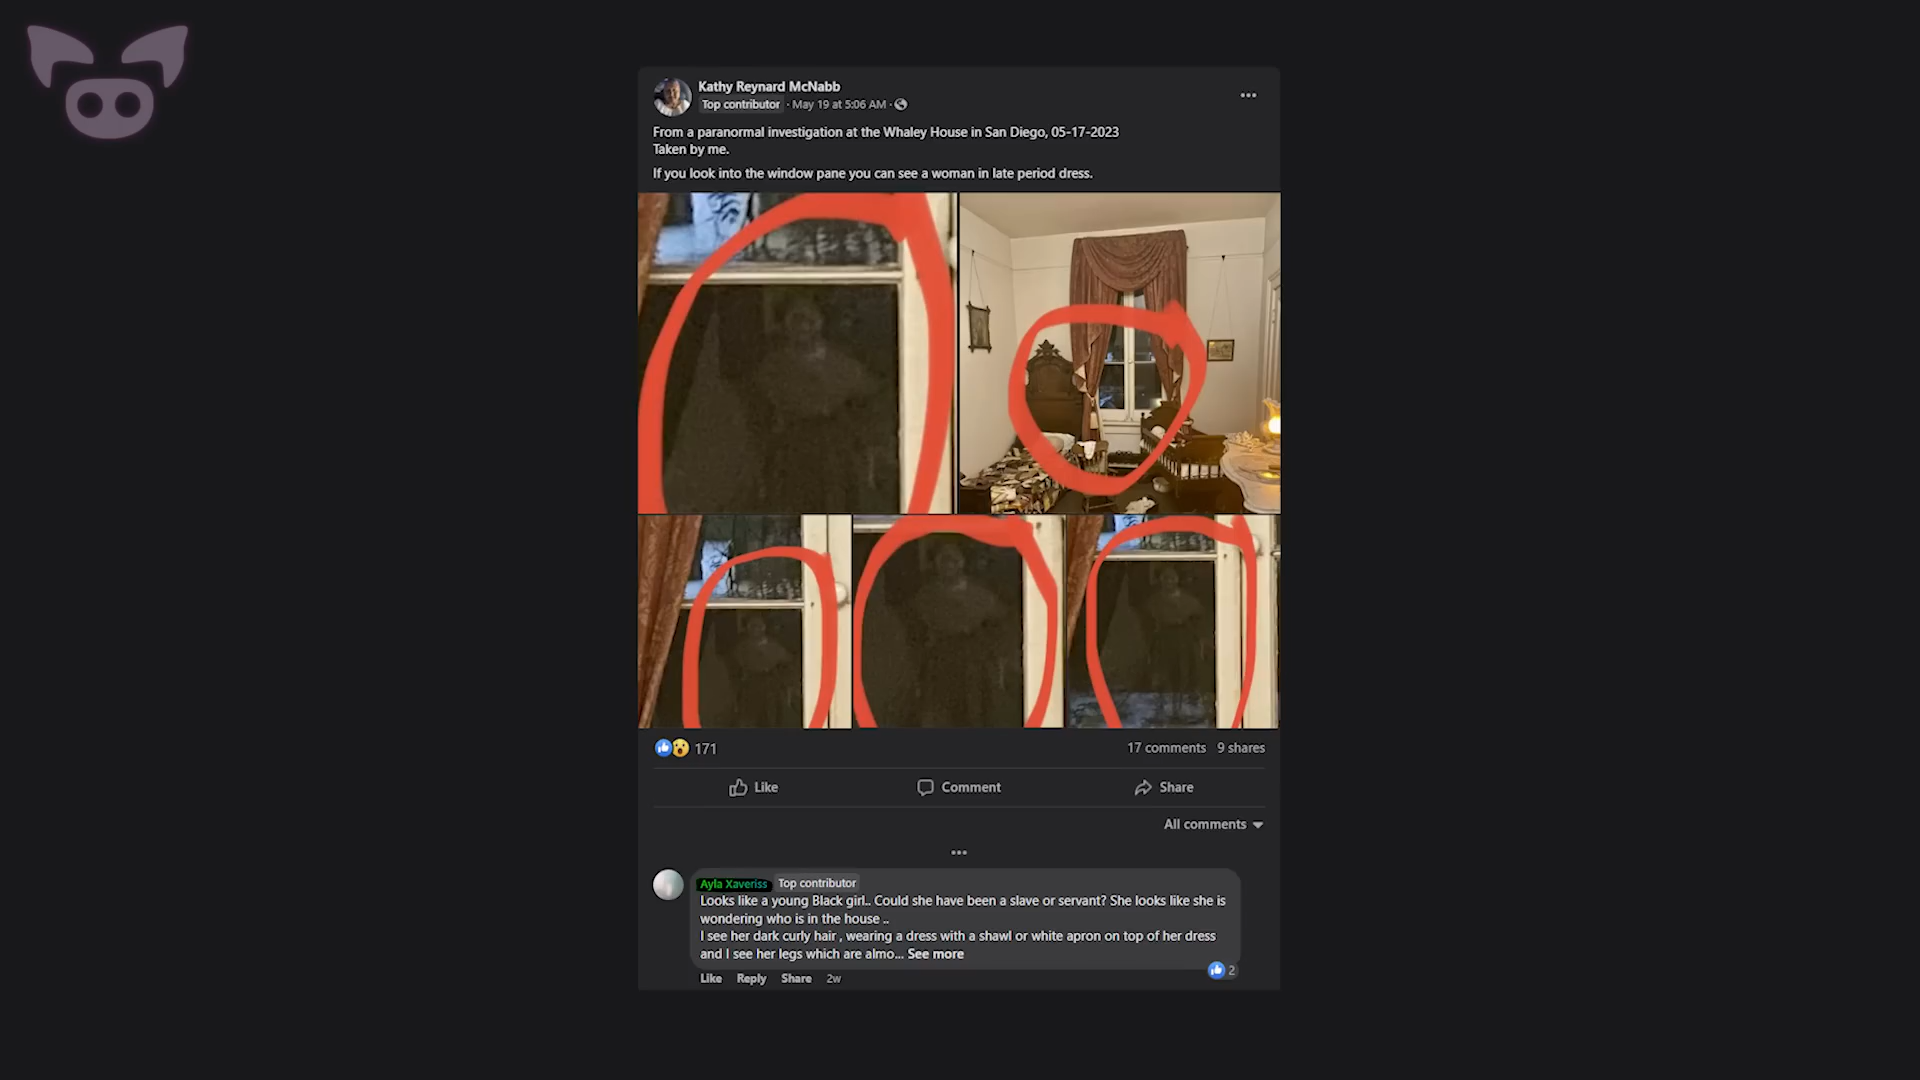 Kathy Reynard McNabb
Top contributor · May 19 at 5:06 AM ·
From a paranormal investigation at the Whaley House in San Diego, 05-17-2023
Taken by me.
If you look into the window pane you can see a woman in late period dress.
171
17 comments 9 shares
Like Comment Share
All comments
Ayla Xaveriss Top contributor
Looks like a young Black girl.. Could she have been a slave or servant? She looks like she is
wondering who is in the house ..
I see her dark curly hair , wearing a dress with a shawl or white apron on top of her dress
and I see her legs which are almo... See more
2
Like Reply Share 2w